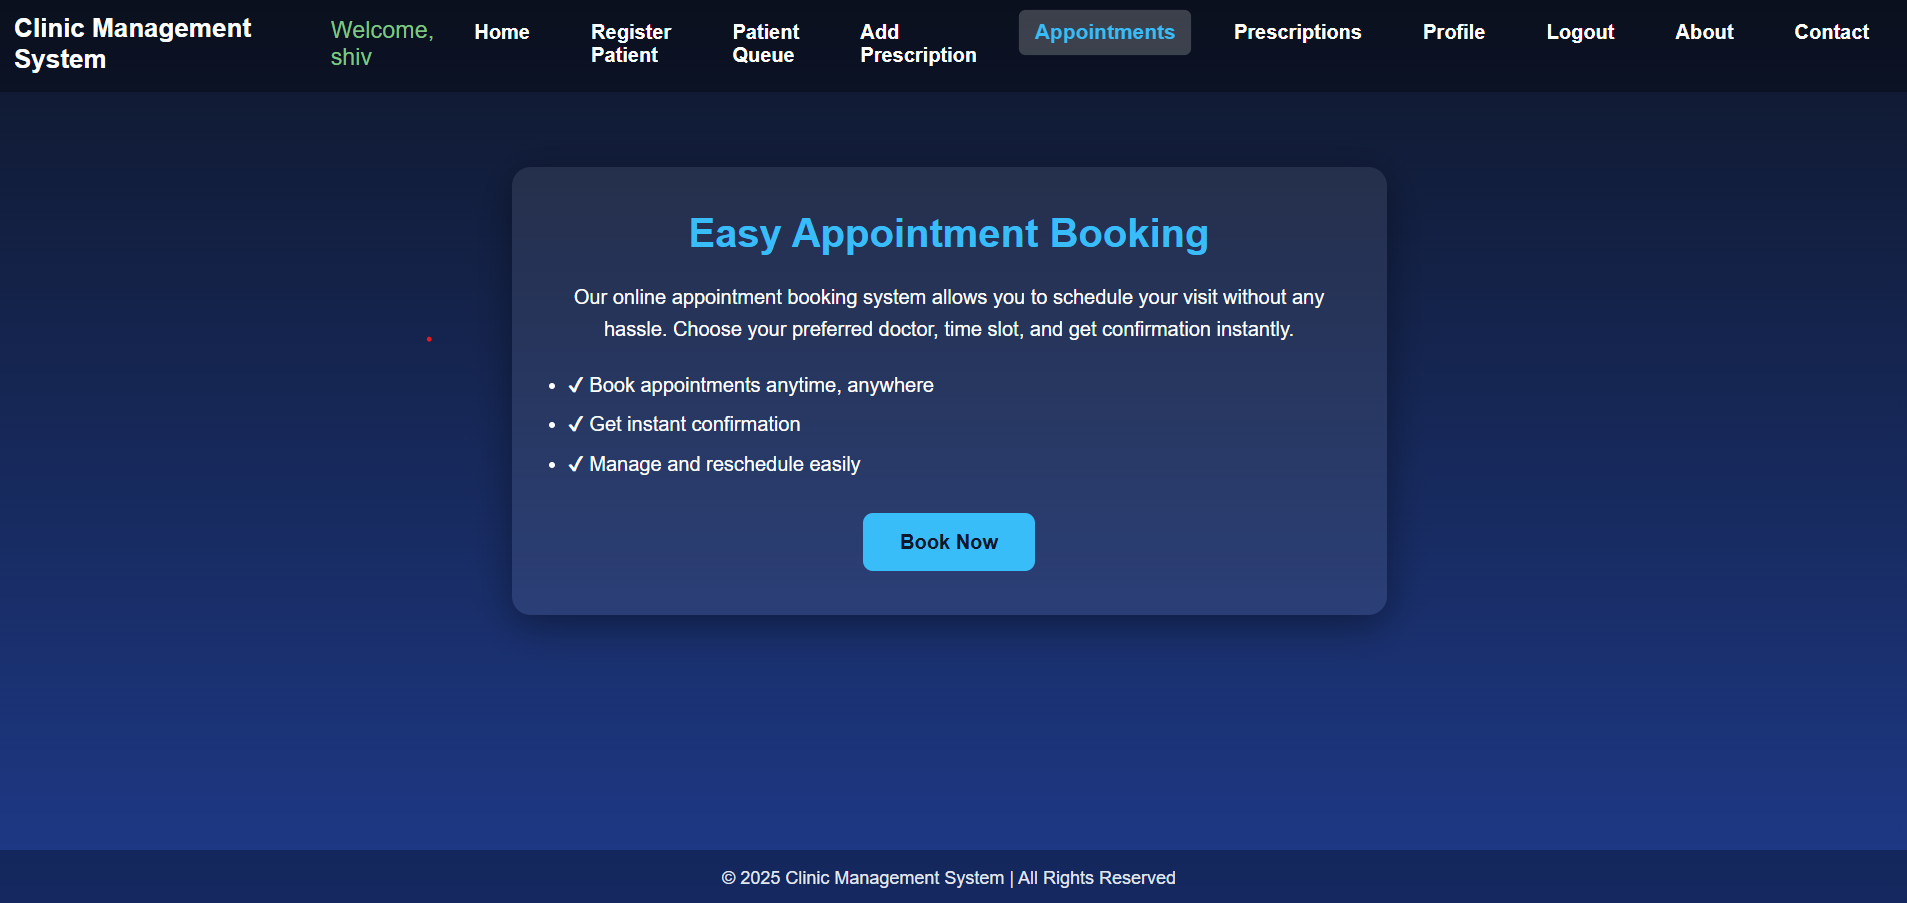 Clinic Management
System
Welcome,
shiv
Home
Register
Patient
Patient
Queue
Add
Prescription
Appointments
Prescriptions
Profile
Logout
About
Contact
Easy Appointment Booking
Our online appointment booking system allows you to schedule your visit without any
hassle. Choose your preferred doctor, time slot, and get confirmation instantly.
• ✓ Book appointments anytime, anywhere
• ✓ Get instant confirmation
• ✓ Manage and reschedule easily
Book Now
© 2025 Clinic Management System | All Rights Reserved